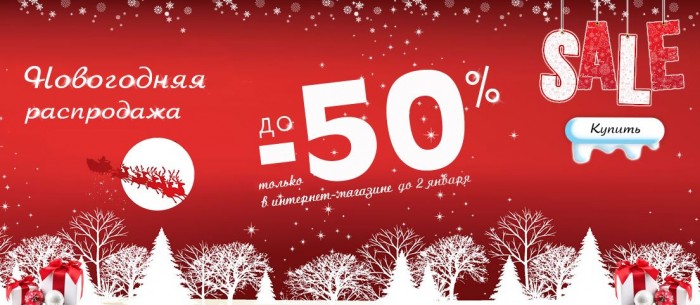 Новогодняя
распродажа
до
-50%
только
в интернет-магазине до 2 января
SALE
Купить